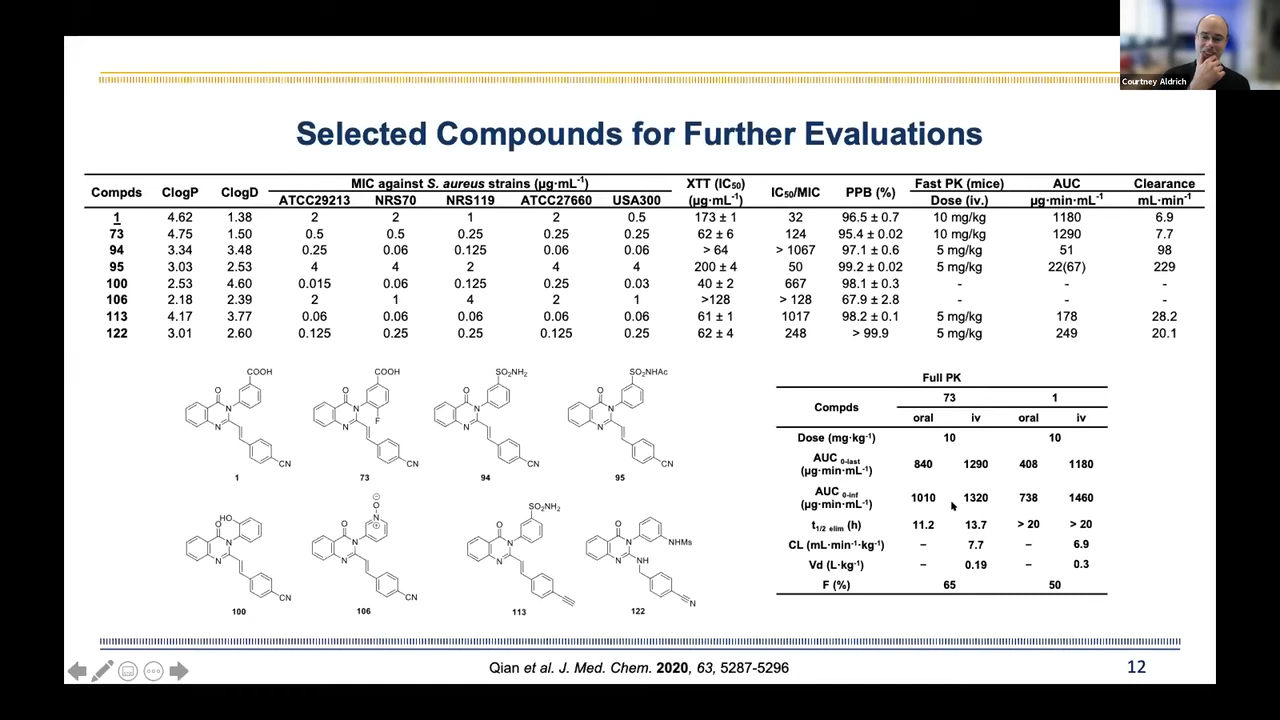 Courtney Aldrich
Selected Compounds for Further Evaluations
Compds ClogP ClogD MIC against S. aureus strains (µg·mL⁻¹) XTT (IC₅₀) (µg·mL⁻¹) IC₅₀/MIC PPB (%) Fast PK (mice) AUC Clearance
ATCC29213 NRS70 NRS119 ATCC27660 USA300 Dose (iv.) µg·min·mL⁻¹ mL·min⁻¹
1 4.62 1.38 2 2 1 2 0.5 173 ± 1 32 96.5 ± 0.7 10 mg/kg 1180 6.9
73 4.75 1.50 0.5 0.5 0.25 0.25 0.25 62 ± 6 124 95.4 ± 0.02 10 mg/kg 1290 7.7
94 3.34 3.48 0.25 0.06 0.125 0.06 0.06 > 64 > 1067 97.1 ± 0.6 5 mg/kg 51 98
95 3.03 2.53 4 4 2 4 4 200 ± 4 50 99.2 ± 0.02 5 mg/kg 22(67) 229
100 2.53 4.60 0.015 0.06 0.125 0.25 0.03 40 ± 2 667 98.1 ± 0.3 - - -
106 2.18 2.39 2 1 4 2 1 >128 > 128 67.9 ± 2.8 - - -
113 4.17 3.77 0.06 0.06 0.06 0.06 0.06 61 ± 1 1017 98.2 ± 0.1 5 mg/kg 178 28.2
122 3.01 2.60 0.125 0.25 0.25 0.125 0.25 62 ± 4 248 > 99.9 5 mg/kg 249 20.1
COOH O N N CN
1
COOH O N F N CN
73
SO₂NH₂ O N N CN
94
SO₂NHAc O N N CN
95
HO O N N CN
100
⊖ O N ⊕ O N N CN
106
SO₂NH₂ O N N
113
O N NHMs N NH N
122
Full PK
Compds 73 1
oral iv oral iv
Dose (mg·kg⁻¹) 10 10
AUC 0-last (µg·min·mL⁻¹) 840 1290 408 1180
AUC 0-inf (µg·min·mL⁻¹) 1010 1320 738 1460
t1/2 elim (h) 11.2 13.7 > 20 > 20
CL (mL·min⁻¹·kg⁻¹) – 7.7 – 6.9
Vd (L·kg⁻¹) – 0.19 – 0.3
F (%) 65 50
Qian et al. J. Med. Chem. 2020, 63, 5287-5296
12